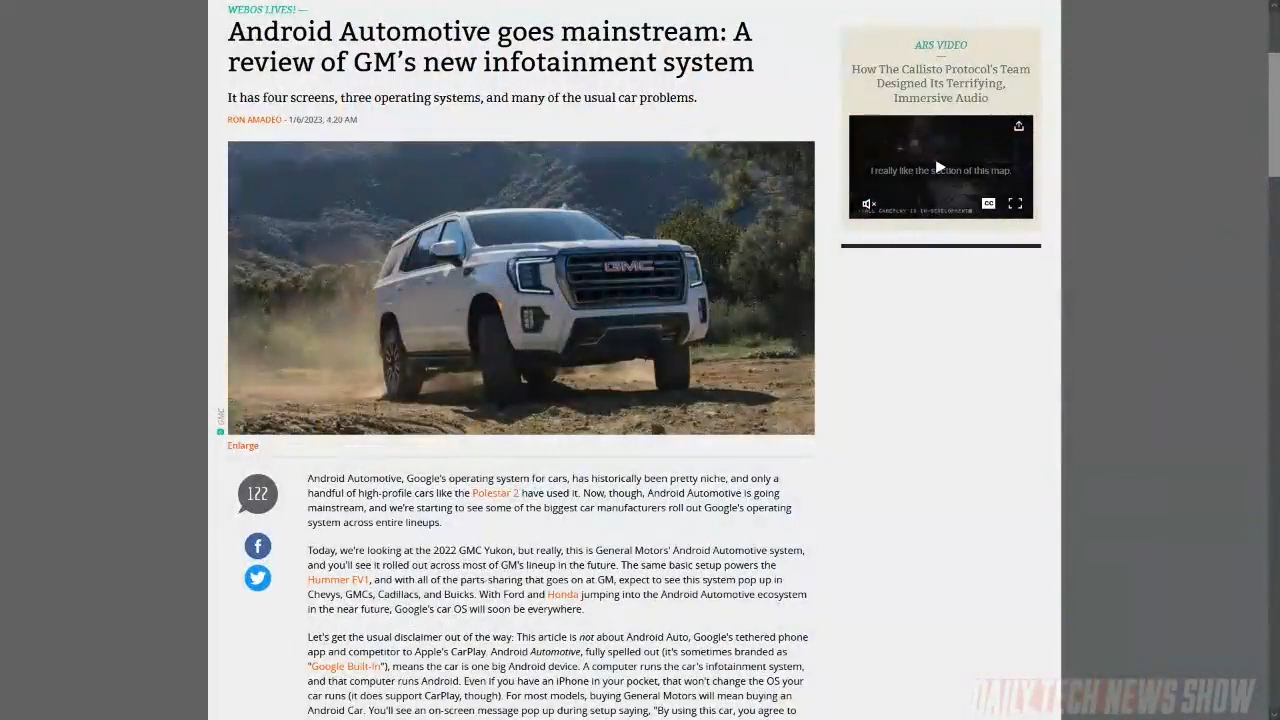 WEBOS LIVES! —
Android Automotive goes mainstream: A
review of GM’s new infotainment system
It has four screens, three operating systems, and many of the usual car problems.
RON AMADEO - 1/6/2023, 4:20 AM
GMC
© GMC
Enlarge
122
Android Automotive, Google's operating system for cars, has historically been pretty niche, and only a
handful of high-profile cars like the Polestar 2 have used it. Now, though, Android Automotive is going
mainstream, and we're starting to see some of the biggest car manufacturers roll out Google's operating
system across entire lineups.
Today, we're looking at the 2022 GMC Yukon, but really, this is General Motors' Android Automotive system,
and you'll see it rolled out across most of GM's lineup in the future. The same basic setup powers the
Hummer EV1, and with all of the parts-sharing that goes on at GM, expect to see this system pop up in
Chevys, GMCs, Cadillacs, and Buicks. With Ford and Honda jumping into the Android Automotive ecosystem
in the near future, Google's car OS will soon be everywhere.
Let's get the usual disclaimer out of the way: This article is not about Android Auto, Google's tethered phone
app and competitor to Apple's CarPlay. Android Automotive, fully spelled out (it's sometimes branded as
"Google Built-In"), means the car is one big Android device. A computer runs the car's infotainment system,
and that computer runs Android. Even if you have an iPhone in your pocket, that won't change the OS your
car runs (it does support CarPlay, though). For most models, buying General Motors will mean buying an
Android Car. You'll see an on-screen message pop up during setup saying, "By using this car, you agree to
ARS VIDEO
How The Callisto Protocol's Team
Designed Its Terrifying,
Immersive Audio
I really like the section of this map.
CC
DAILY TECH NEWS SHOW